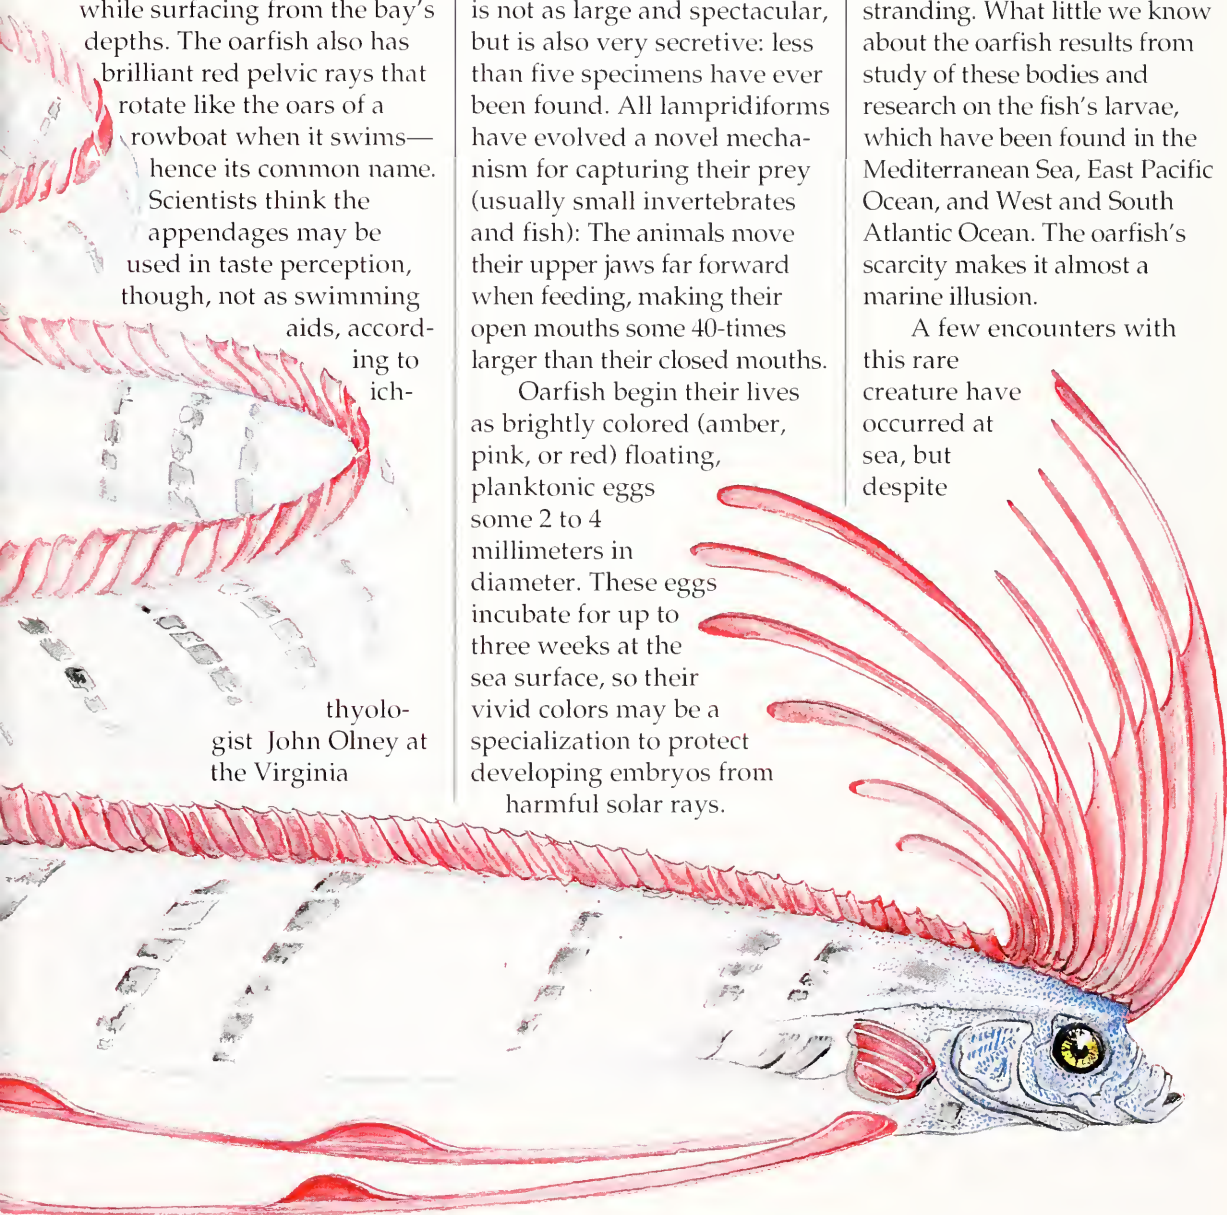 while surfacing from the bay's
depths. The oarfish also has
brilliant red pelvic rays that
rotate like the oars of a
rowboat when it swims—
hence its common name.
Scientists think the
appendages may be
used in taste perception,
though, not as swimming
aids, accord-
ing to
ich-
thyolo-
gist John Olney at
the Virginia
is not as large and spectacular,
but is also very secretive: less
than five specimens have ever
been found. All lampridiforms
have evolved a novel mecha-
nism for capturing their prey
(usually small invertebrates
and fish): The animals move
their upper jaws far forward
when feeding, making their
open mouths some 40-times
larger than their closed mouths.
Oarfish begin their lives
as brightly colored (amber,
pink, or red) floating,
planktonic eggs
some 2 to 4
millimeters in
diameter. These eggs
incubate for up to
three weeks at the
sea surface, so their
vivid colors may be a
specialization to protect
developing embryos from
harmful solar rays.
stranding. What little we know
about the oarfish results from
study of these bodies and
research on the fish's larvae,
which have been found in the
Mediterranean Sea, East Pacific
Ocean, and West and South
Atlantic Ocean. The oarfish's
scarcity makes it almost a
marine illusion.
A few encounters with
this rare
creature have
occurred at
sea, but
despite